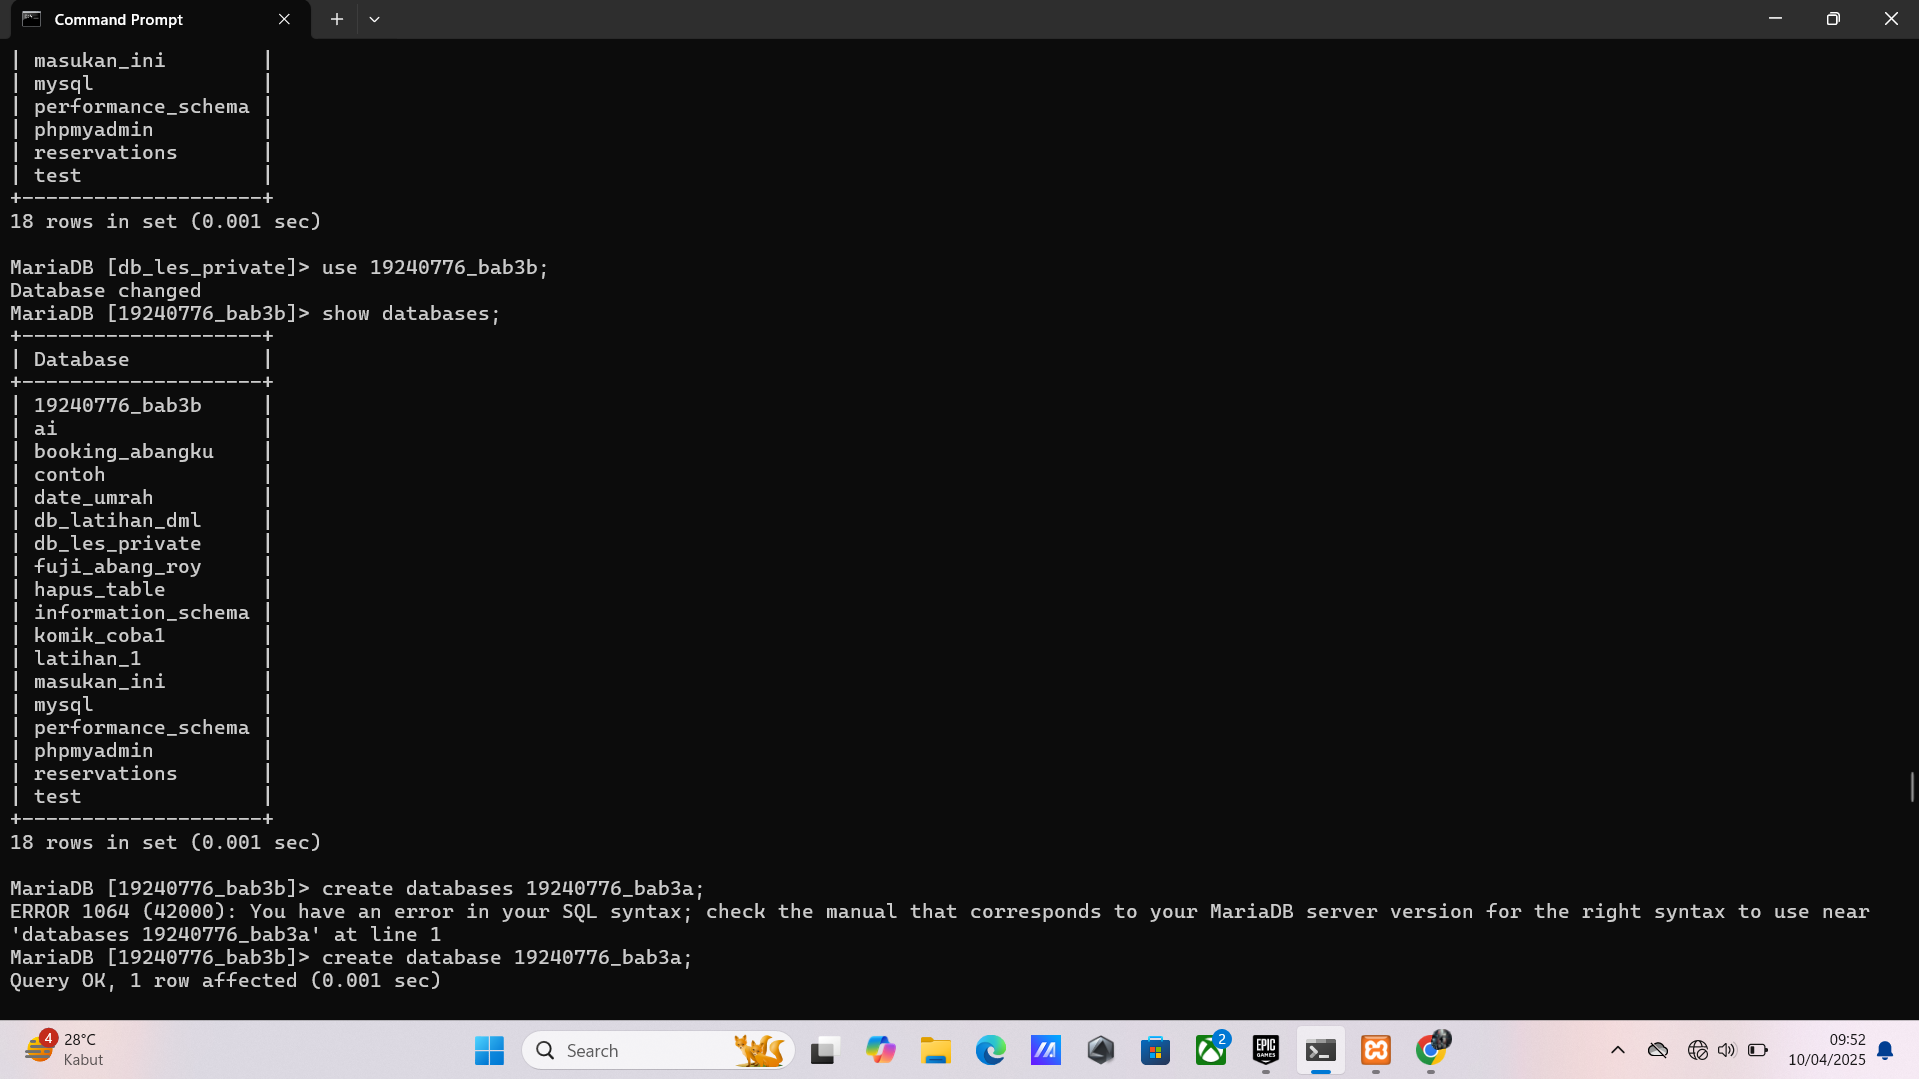 Command Prompt
| masukan_ini        |
| mysql              |
| performance_schema |
| phpmyadmin         |
| reservations       |
| test               |
+--------------------+
18 rows in set (0.001 sec)
MariaDB [db_les_private]> use 19240776_bab3b;
Database changed
MariaDB [19240776_bab3b]> show databases;
+--------------------+
| Database           |
+--------------------+
| 19240776_bab3b     |
| ai                 |
| booking_abangku    |
| contoh             |
| date_umrah         |
| db_latihan_dml     |
| db_les_private     |
| fuji_abang_roy     |
| hapus_table        |
| information_schema |
| komik_coba1        |
| latihan_1          |
| masukan_ini        |
| mysql              |
| performance_schema |
| phpmyadmin         |
| reservations       |
| test               |
+--------------------+
18 rows in set (0.001 sec)
MariaDB [19240776_bab3b]> create databases 19240776_bab3a;
ERROR 1064 (42000): You have an error in your SQL syntax; check the manual that corresponds to your MariaDB server version for the right syntax to use near
'databases 19240776_bab3a' at line 1
MariaDB [19240776_bab3b]> create database 19240776_bab3a;
Query OK, 1 row affected (0.001 sec)
4
28°C
Kabut
Search
2
EPIC
GAMES
09:52
10/04/2025